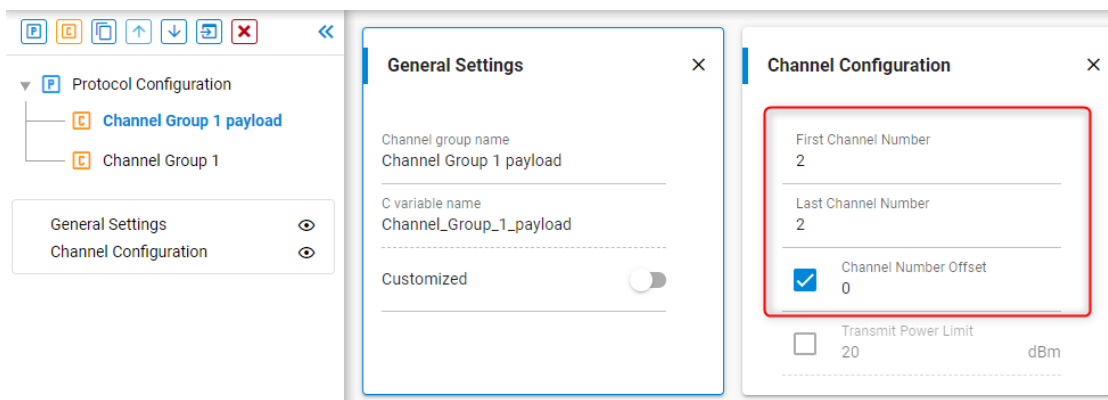 P C
Protocol Configuration
Channel Group 1 payload
Channel Group 1
General Settings
Channel Configuration
General Settings
Channel group name
Channel Group 1 payload
C variable name
Channel_Group_1_payload
Customized
Channel Configuration
First Channel Number
2
Last Channel Number
2
Channel Number Offset
0
Transmit Power Limit
20 dBm